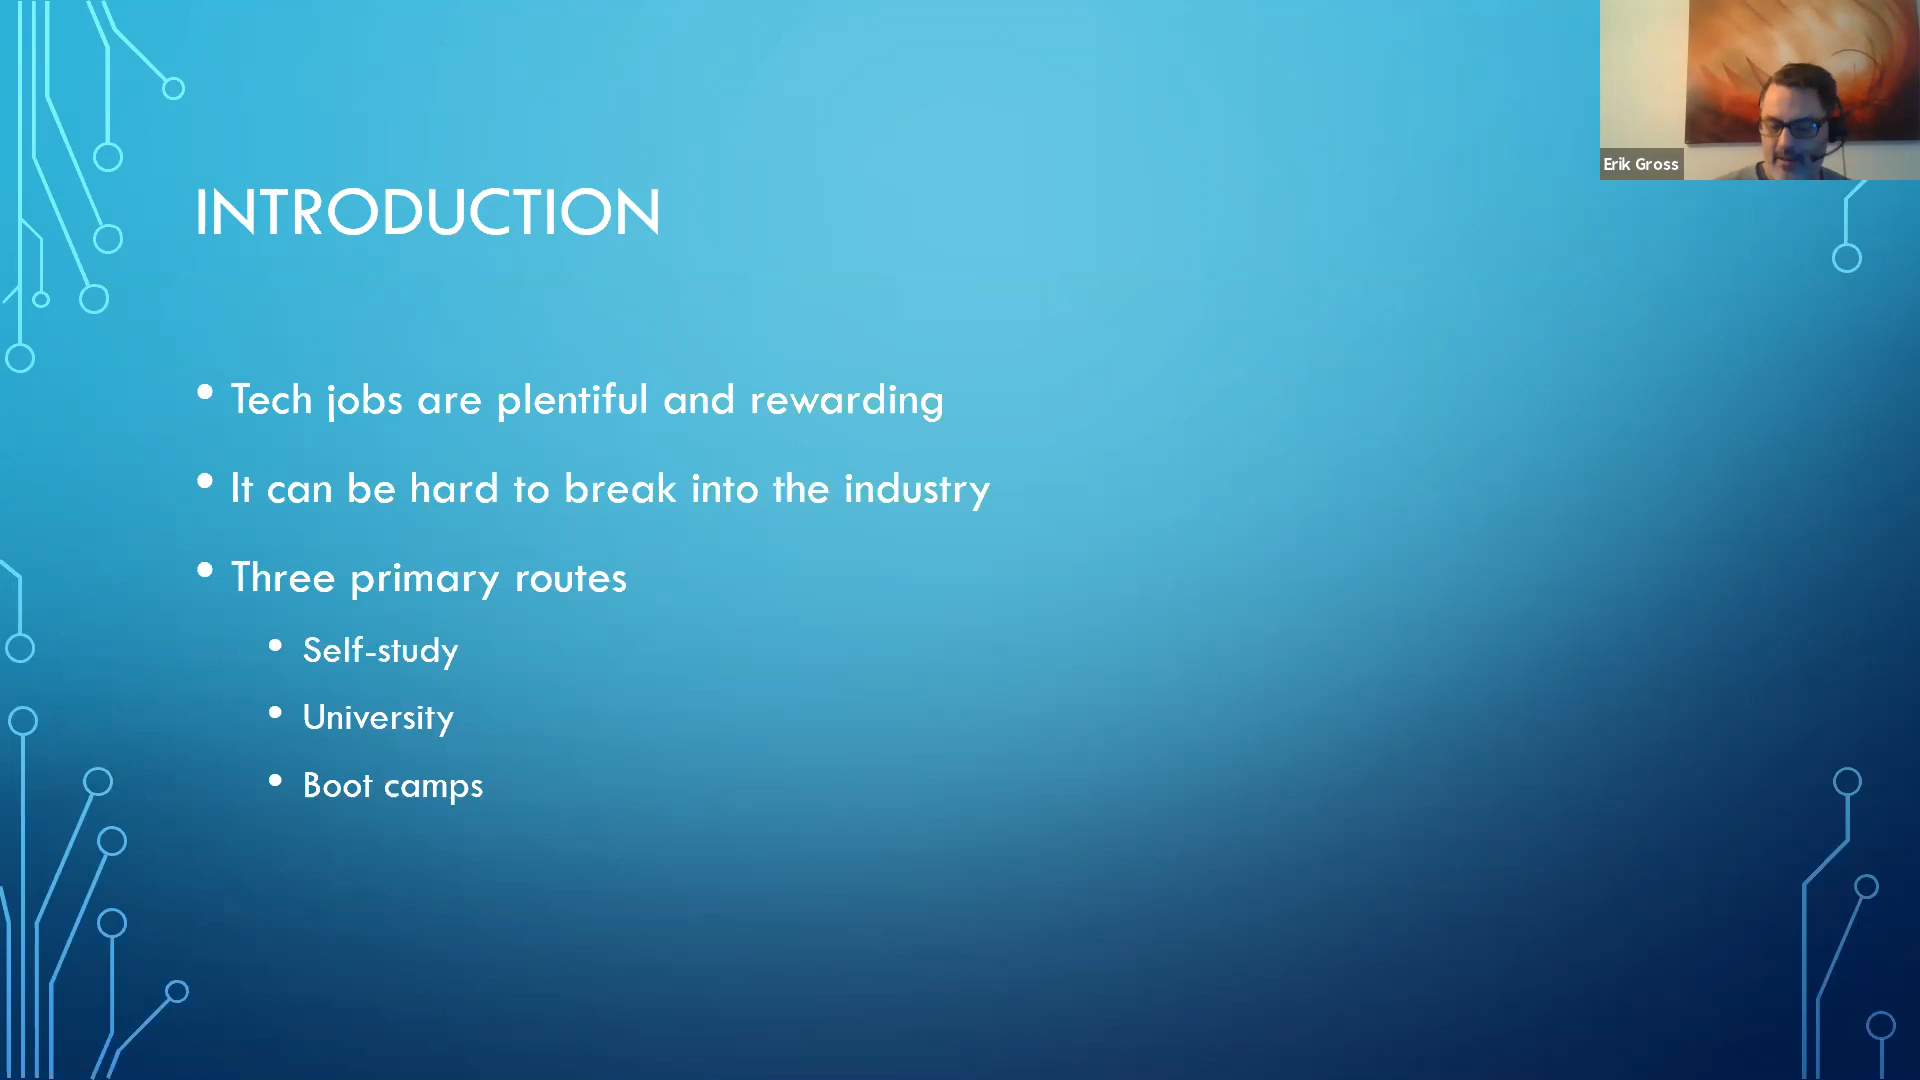 Erik Gross
INTRODUCTION
• Tech jobs are plentiful and rewarding
• It can be hard to break into the industry
• Three primary routes
• Self-study
• University
• Boot camps